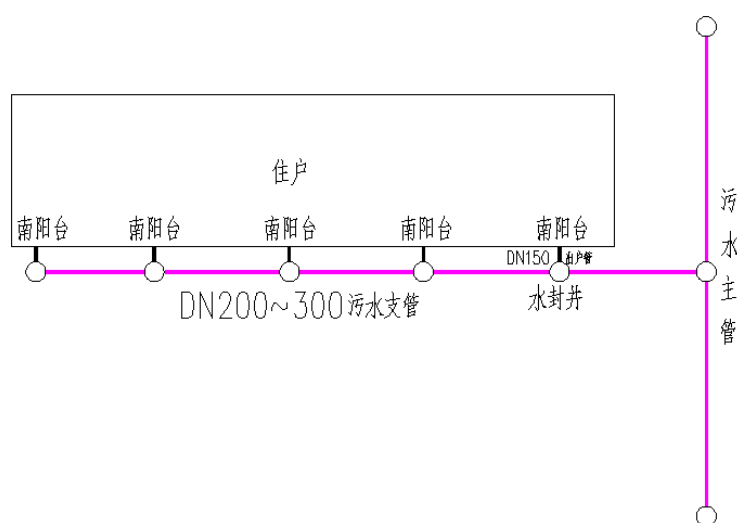 住户
南阳台 南阳台 南阳台 南阳台 南阳台
DN150 出户管
DN200~300污水支管
水封井
污水主管